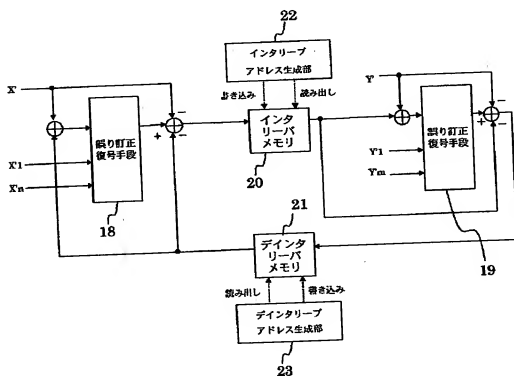 22
インタリーブ
アドレス生成部
書き込み
読み出し
X'
Y'
誤り訂正
復号手段
+
−
−
インタ
リーバ
メモリ
20
誤り訂正
復号手段
+
−
−
X'1
X'n
18
Y'1
Y'm
19
21
デインタ
リーバ
メモリ
読み出し
書き込み
デインタリーブ
アドレス生成部
23